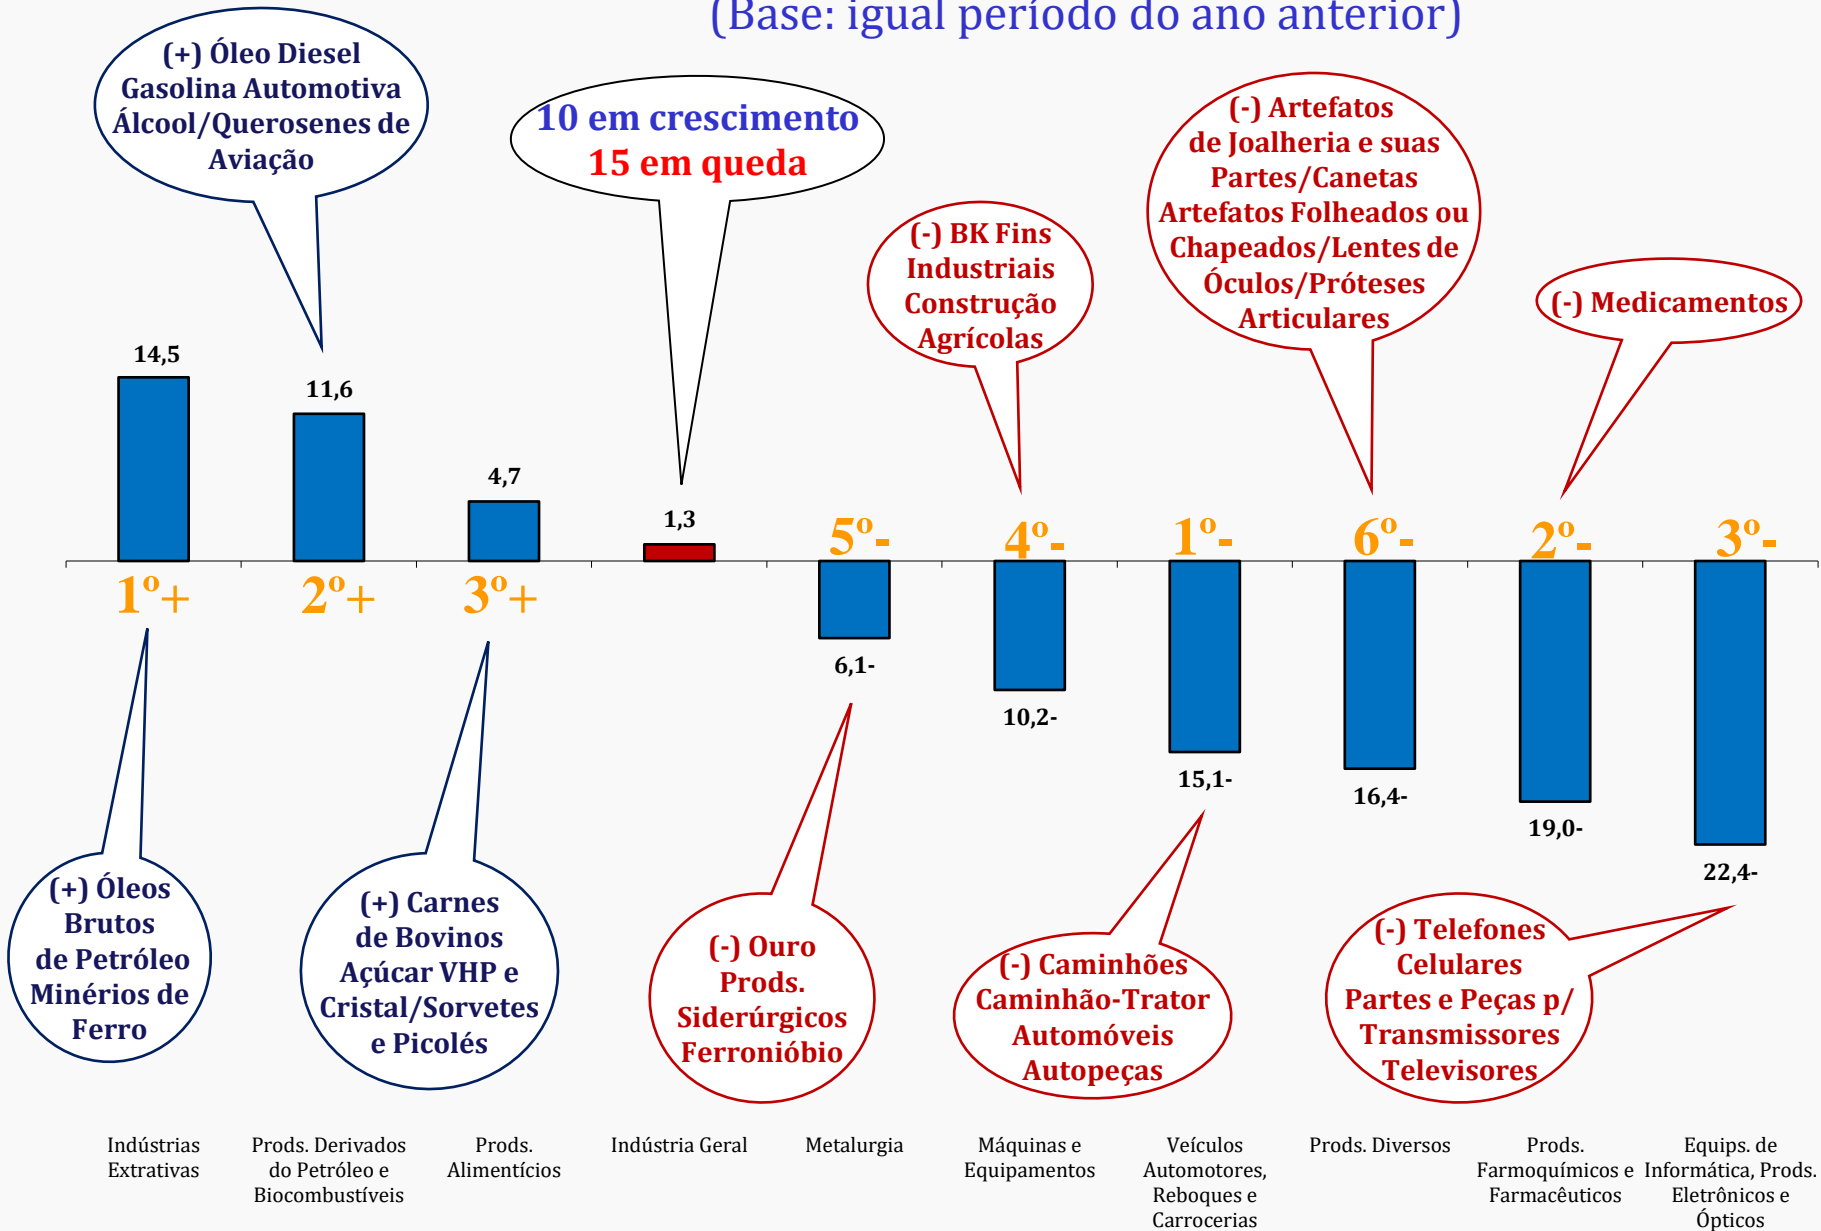 (Base: igual período do ano anterior)
(+) Óleo Diesel
Gasolina Automotiva
Álcool/Querosenes de
Aviação
10 em crescimento
15 em queda
(-) BK Fins
Industriais
Construção
Agrícolas
(-) Artefatos
de Joalheria e suas
Partes/Canetas
Artefatos Folheados ou
Chapeados/Lentes de
Óculos/Próteses
Articulares
(-) Medicamentos
14,5
11,6
4,7
1,3
5º-
4º-
1º-
6º-
2º-
3º-
1º+
2º+
3º+
6,1-
10,2-
15,1-
16,4-
19,0-
22,4-
(+) Óleos
Brutos
de Petróleo
Minérios de
Ferro
(+) Carnes
de Bovinos
Açúcar VHP e
Cristal/Sorvetes
e Picolés
(-) Ouro
Prods.
Siderúrgicos
Ferronióbio
(-) Caminhões
Caminhão-Trator
Automóveis
Autopeças
(-) Telefones
Celulares
Partes e Peças p/
Transmissores
Televisores
Indústrias
Extrativas
Prods. Derivados
do Petróleo e
Biocombustíveis
Prods.
Alimentícios
Indústria Geral
Metalurgia
Máquinas e
Equipamentos
Veículos
Automotores,
Reboques e
Carrocerias
Prods. Diversos
Prods.
Farmoquímicos e
Farmacêuticos
Equips. de
Informática, Prods.
Eletrônicos e
Ópticos